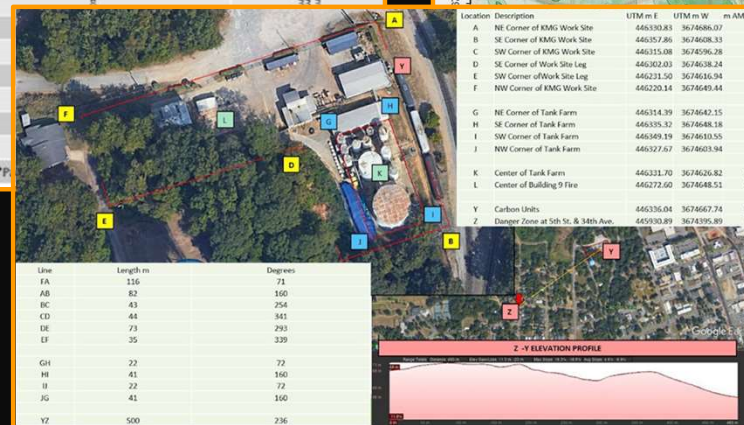 A
Y
F
H
G
L
K
D
E
I
J
B
Location Description UTM m E UTM m W m AM
A NE Corner of KMG Work Site 446330.83 3674686.07
B SE Corner of KMG Work Site 446357.86 3674608.33
C SW Corner of KMG Work Site 446315.08 3674596.28
D SE Corner of Work Site Leg 446302.03 3674638.24
E SW Corner ofWork Site Leg 446231.50 3674616.94
F NW Corner of KMG Work Site 446220.14 3674649.44
G NE Corner of Tank Farm 446314.39 3674642.15
H SE Corner of Tank Farm 446335.32 3674648.18
I SW Corner of Tank Farm 446349.19 3674610.55
J NW Corner of Tank Farm 446327.67 3674603.94
K Center of Tank Farm 446331.70 3674626.82
L Center of Building 9 Fire 446272.60 3674648.51
Y Carbon Units 446336.04 3674667.74
Z Danger Zone at 5th St. & 34th Ave. 445930.89 3674395.89
Line Length m Degrees
FA 116 71
AB 82 160
BC 43 254
CD 44 341
DE 73 293
EF 35 339
GH 22 72
HI 41 160
IJ 22 72
JG 41 160
YZ 500 236
Y
Z
Google
Z -Y ELEVATION PROFILE